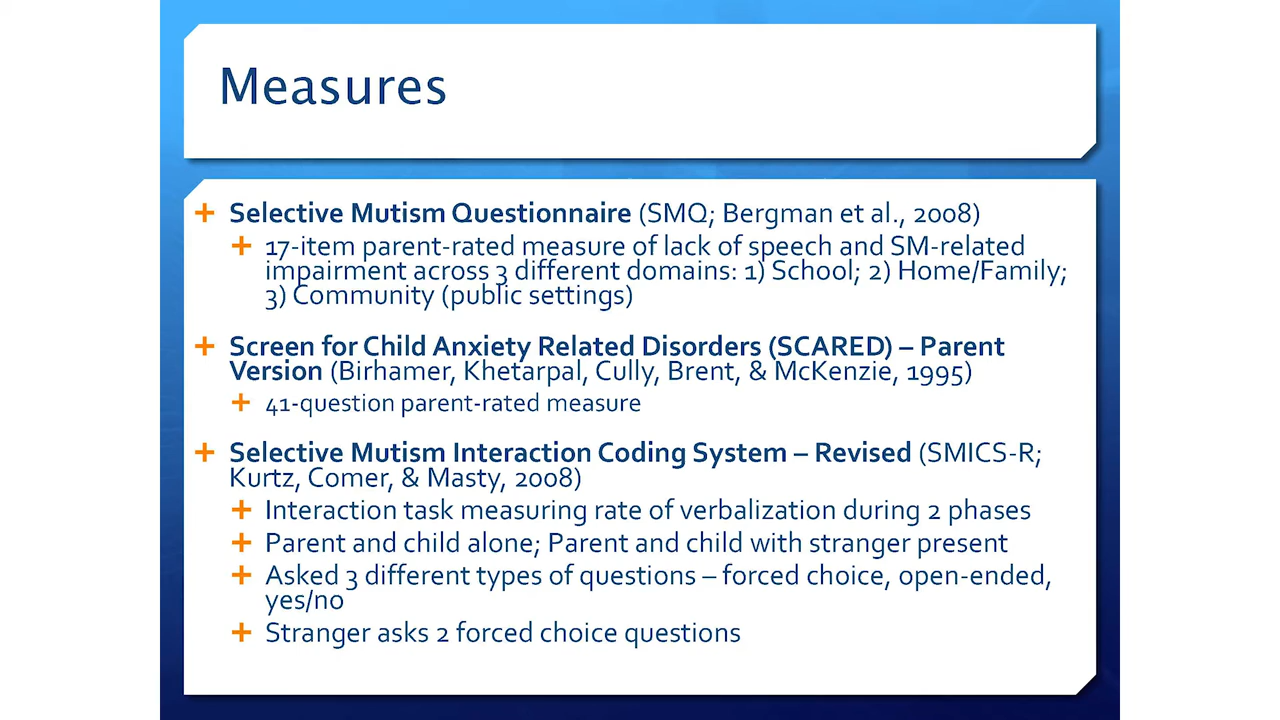 Measures
Selective Mutism Questionnaire (SMQ; Bergman et al., 2008)
17-item parent-rated measure of lack of speech and SM-related
impairment across 3 different domains: 1) School; 2) Home/Family;
3) Community (public settings)
Screen for Child Anxiety Related Disorders (SCARED) – Parent
Version (Birhamer, Khetarpal, Cully, Brent, & McKenzie, 1995)
41-question parent-rated measure
Selective Mutism Interaction Coding System – Revised (SMICS-R;
Kurtz, Comer, & Masty, 2008)
Interaction task measuring rate of verbalization during 2 phases
Parent and child alone; Parent and child with stranger present
Asked 3 different types of questions – forced choice, open-ended,
yes/no
Stranger asks 2 forced choice questions